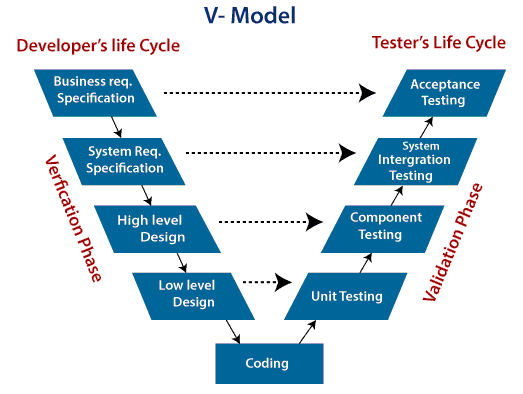 V- Model
Developer's life Cycle
Tester's Life Cycle
Business req.
Specification
Acceptance
Testing
System Req.
Specification
System
Intergration
Testing
High level
Design
Component
Testing
Low level
Design
Unit Testing
Coding
Verfication Phase
Validation Phase